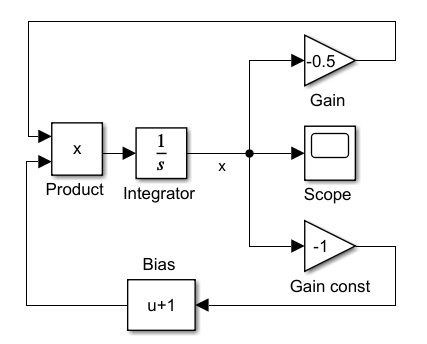 -0.5
Gain
x
Product
1
s
Integrator
x
Scope
-1
Gain const
Bias
u+1